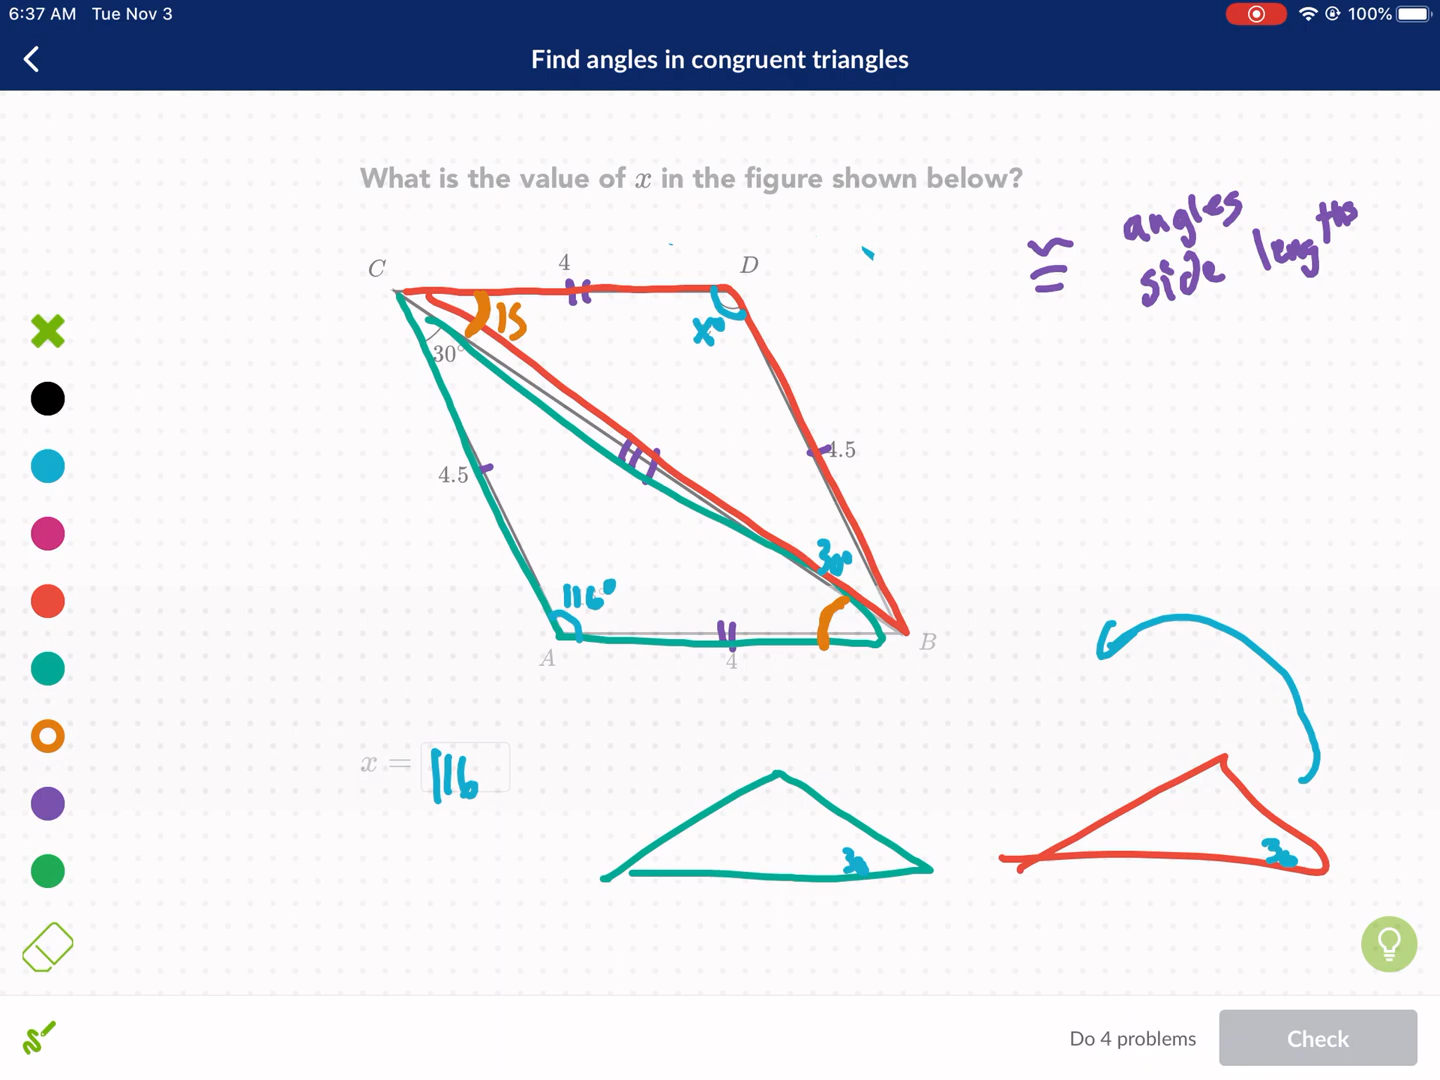 6:37 AM Tue Nov 3
100%
Find angles in congruent triangles
What is the value of x in the figure shown below?
≅ angles
side lengths
C
4
D
15
x°
30°
4.5
4.5
30°
116°
A
4
B
x = 116
30
30
Do 4 problems
Check